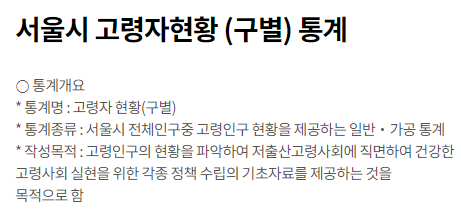 서울시 고령자현황 (구별) 통계
○ 통계개요
* 통계명 : 고령자 현황(구별)
* 통계종류 : 서울시 전체인구중 고령인구 현황을 제공하는 일반・가공 통계
* 작성목적 : 고령인구의 현황을 파악하여 저출산고령사회에 직면하여 건강한
고령사회 실현을 위한 각종 정책 수립의 기초자료를 제공하는 것을
목적으로 함